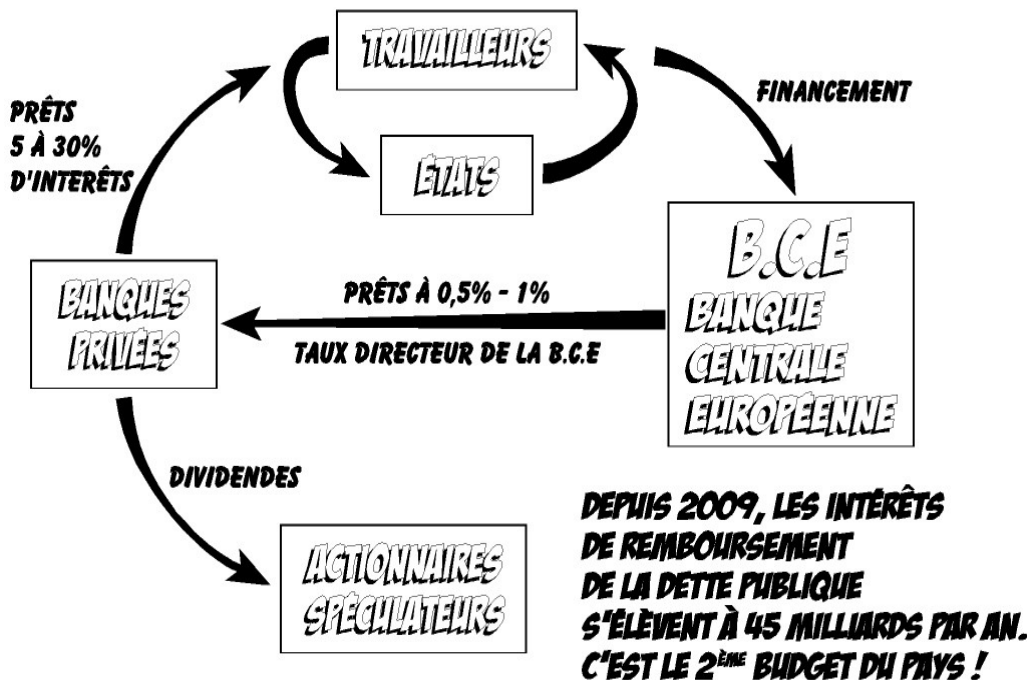 TRAVAILLEURS
FINANCEMENT
PRÊTS
5 À 30%
D'INTERÊTS
ÉTATS
B.C.E
BANQUE
CENTRALE
EUROPÉENNE
PRÊTS À 0,5% - 1%
TAUX DIRECTEUR DE LA B.C.E
BANQUES
PRIVÉES
DIVIDENDES
ACTIONNAIRES
SPÉCULATEURS
DEPUIS 2009, LES INTÉRÊTS
DE REMBOURSEMENT
DE LA DETTE PUBLIQUE
S'ÉLÈVENT À 45 MILLIARDS PAR AN.
C'EST LE 2ÈME BUDGET DU PAYS !